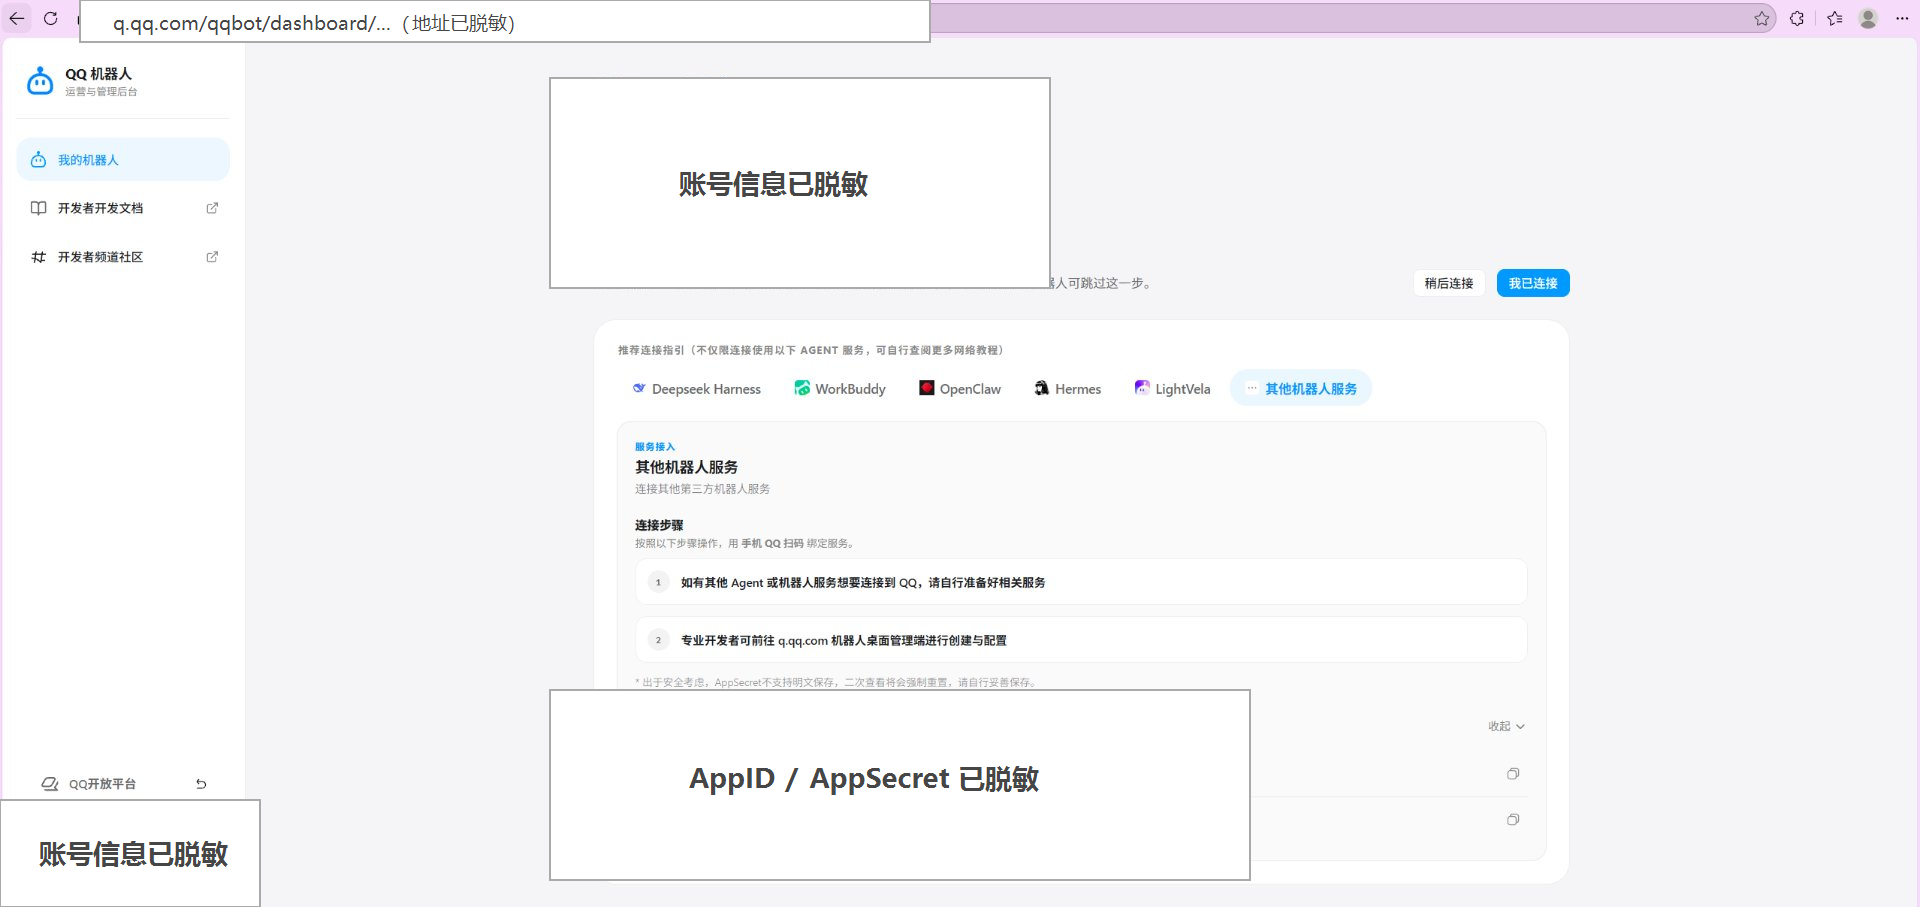 q.qq.com/qqbot/dashboard/...（地址已脱敏）
QQ 机器人
运营与管理后台
我的机器人
开发者开发文档
开发者频道社区
账号信息已脱敏
器人可跳过这一步。
稍后连接
我已连接
推荐连接指引（不仅限连接使用以下 AGENT 服务，可自行查阅更多网络教程）
Deepseek Harness
WorkBuddy
OpenClaw
Hermes
LightVela
其他机器人服务
服务接入
其他机器人服务
连接其他第三方机器人服务
连接步骤
按照以下步骤操作，用 手机 QQ 扫码 绑定服务。
1 如有其他 Agent 或机器人服务想要连接到 QQ，请自行准备好相关服务
2 专业开发者可前往 q.qq.com 机器人桌面管理端进行创建与配置
* 出于安全考虑，AppSecret不支持明文保存，二次查看将会强制重置，请自行妥善保存。
收起
AppID / AppSecret 已脱敏
QQ开放平台
账号信息已脱敏